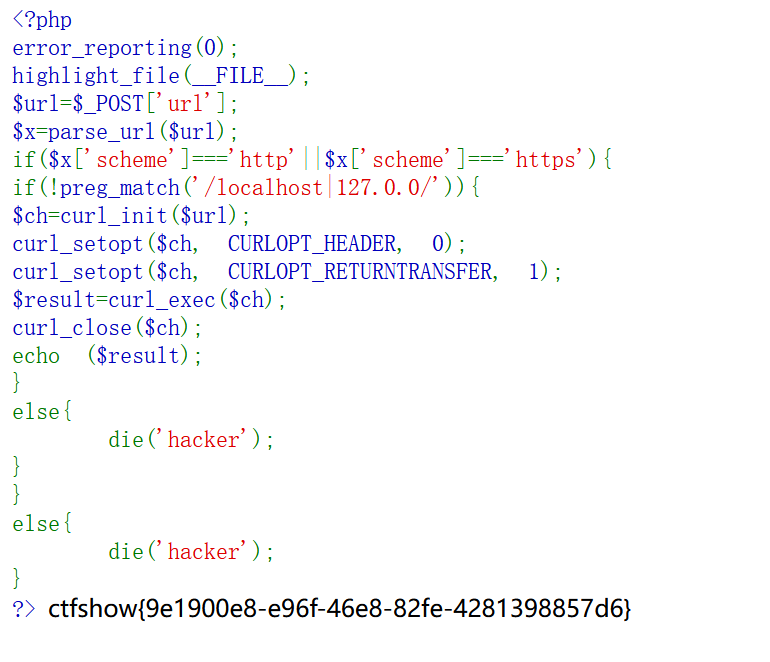 <?php
error_reporting(0);
highlight_file(__FILE__);
$url=$_POST['url'];
$x=parse_url($url);
if($x['scheme']==='http'||$x['scheme']==='https'){
if(!preg_match('/localhost|127.0.0/')){
$ch=curl_init($url);
curl_setopt($ch, CURLOPT_HEADER, 0);
curl_setopt($ch, CURLOPT_RETURNTRANSFER, 1);
$result=curl_exec($ch);
curl_close($ch);
echo ($result);
}
else{
die('hacker');
}
}
else{
die('hacker');
}
?> ctfshow{9e1900e8-e96f-46e8-82fe-4281398857d6}